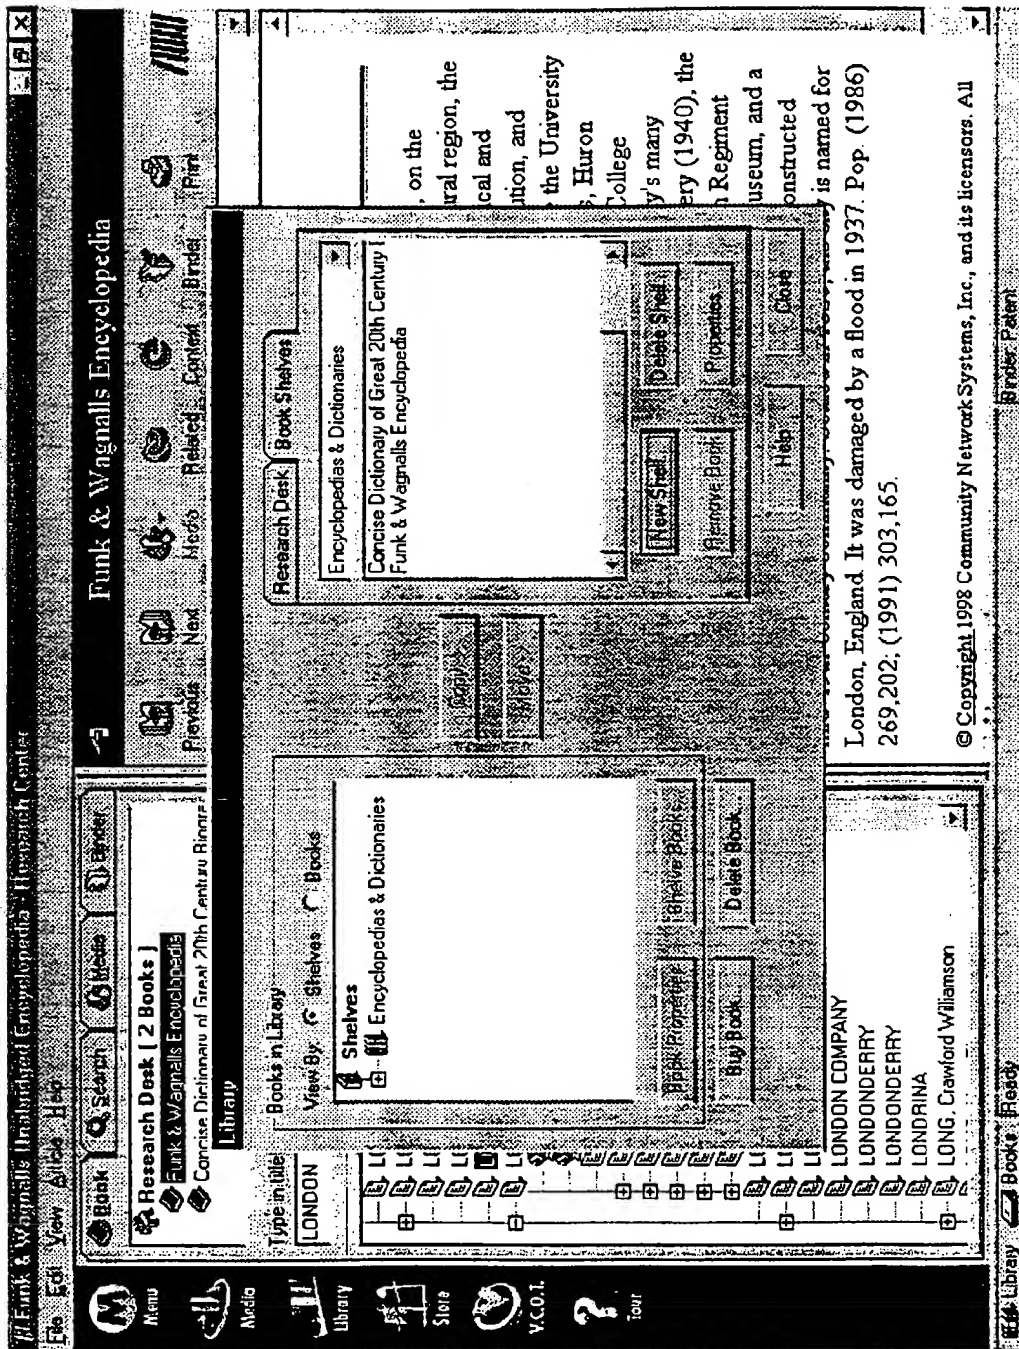 Funk & Wagnalls Unabridged Encyclopedia - Research Center
File Edit View Article Help
Menu
Media
Library
Store
V.C.O.T.
Tour
Book
Search
Media
Binder
Research Desk [ 2 Books ]
Funk & Wagnalls Encyclopedia
Concise Dictionary of Great 20th Century Biograp
Type in title
LONDON
LONDON COMPANY
LONDONDERRY
LONDONDERRY
LONDRINA
LONG, Crawford Williamson
Funk & Wagnalls Encyclopedia
Previous
Next
Media
Related
Content
Binder
Print
, on the
ural region, the
cal and
ution, and
the University
, Huron
College
y's many
ery (1940), the
n Regiment
useum, and a
onstructed
y is named for
London, England. It was damaged by a flood in 1937. Pop. (1986)
269,202; (1991) 303,165.
© Copyright 1998 Community Network Systems, Inc., and its licensors. All
Library
Books in Library
View By:
Shelves
Books
Shelves
Encyclopedias & Dictionaries
Book Properties
Shelve Books...
Buy Book...
Delete Book...
Copy>
Move>
Research Desk
Book Shelves
Encyclopedias & Dictionaries
Concise Dictionary of Great 20th Century
Funk & Wagnalls Encyclopedia
New Shelf...
Delete Shelf...
Remove Book
Properties...
Help
Close
Library
Books
Ready
Binder: Patent